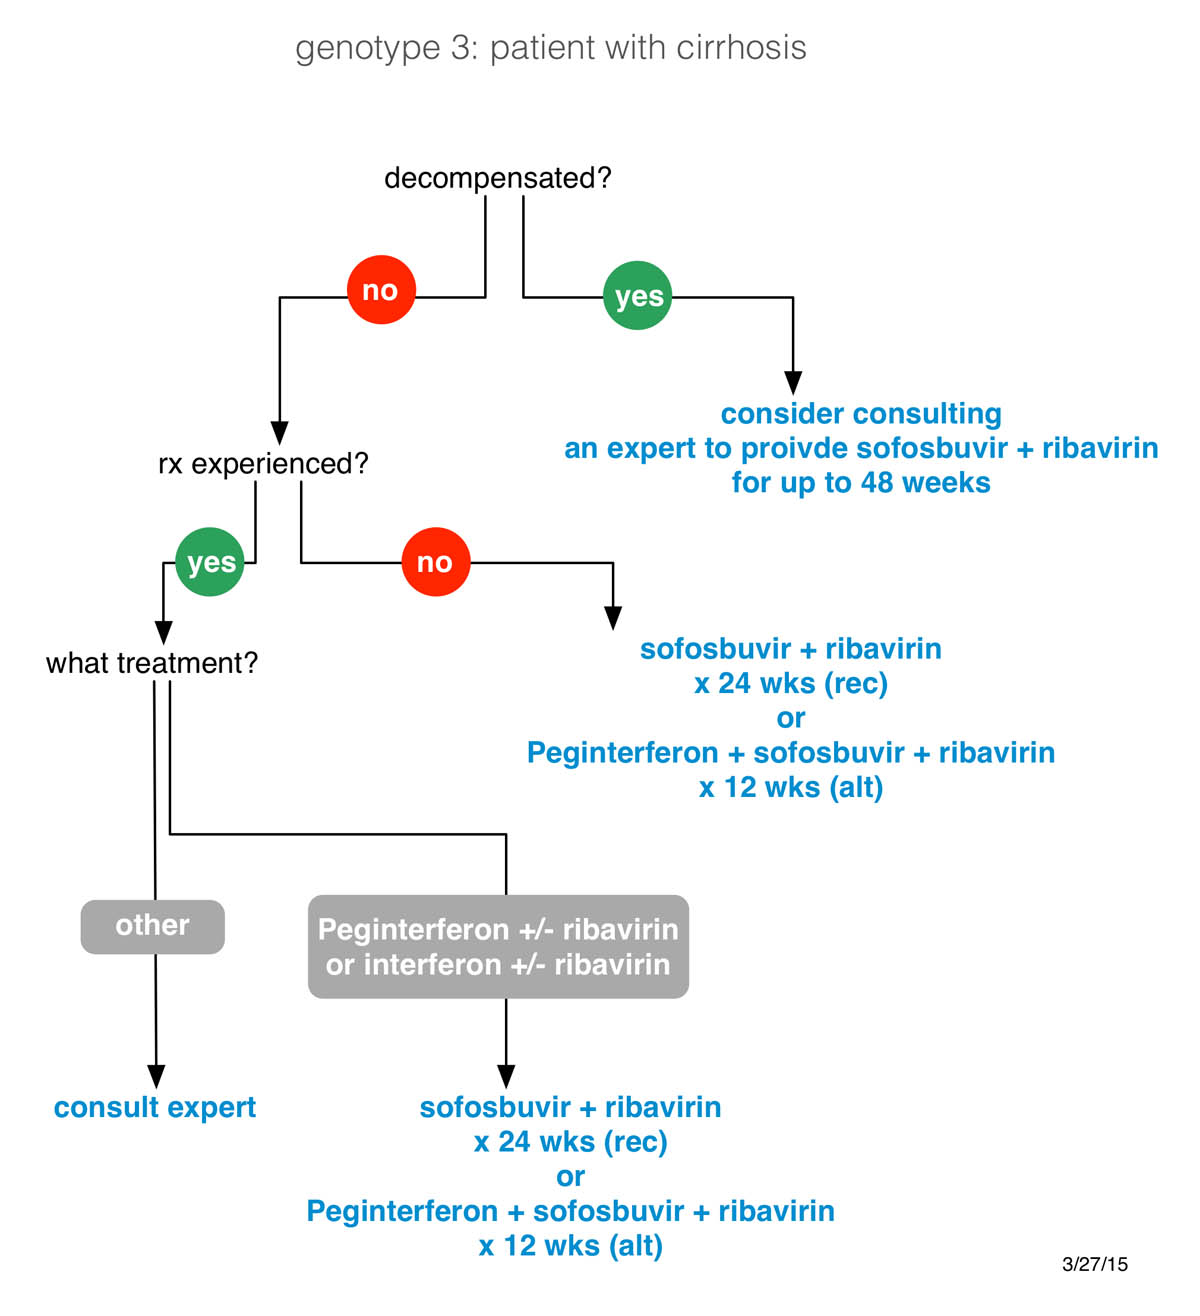 genotype 3: patient with cirrhosis
decompensated?
no
yes
consider consulting
an expert to proivde sofosbuvir + ribavirin
for up to 48 weeks
rx experienced?
yes
no
what treatment?
sofosbuvir + ribavirin
x 24 wks (rec)
or
Peginterferon + sofosbuvir + ribavirin
x 12 wks (alt)
other
Peginterferon +/- ribavirin
or interferon +/- ribavirin
consult expert
sofosbuvir + ribavirin
x 24 wks (rec)
or
Peginterferon + sofosbuvir + ribavirin
x 12 wks (alt)
3/27/15